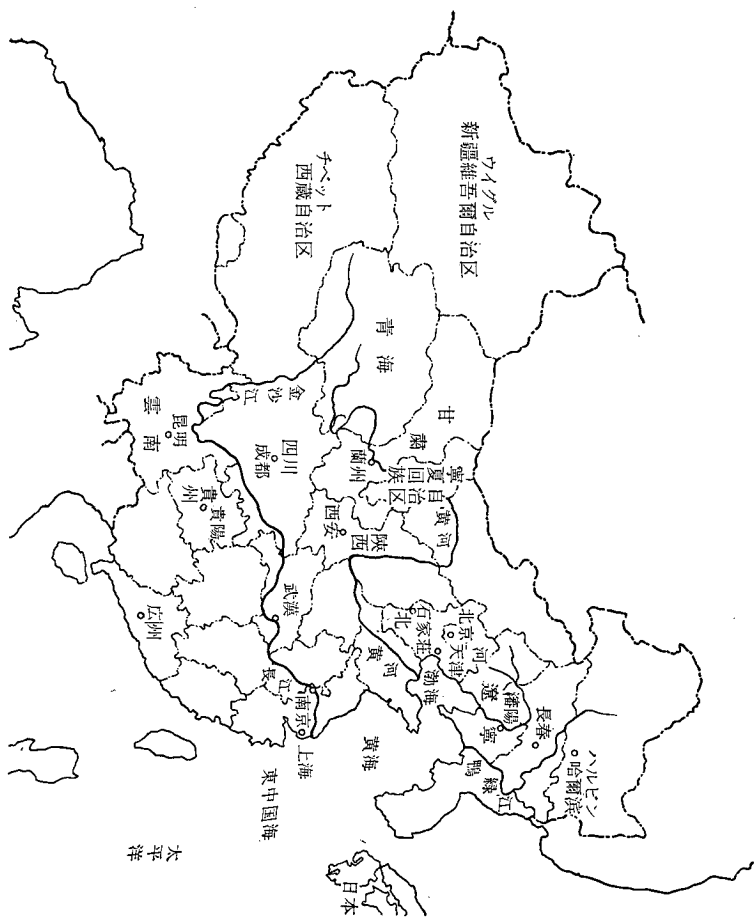 ウイグル
新疆維吾爾自治区
チベット
西蔵自治区
青海
甘粛
寧夏回族自治区
黄河
蘭州
金沙江
四川
成都
雲南
昆明
貴州
貴陽
西安
陝西
武漢
広州
河北
北京
天津
石家荘
渤海
黄河
遼寧
瀋陽
長春
ハルビン
哈爾浜
鴨緑江
長江
南京
上海
黄海
東中国海
太平洋
日本